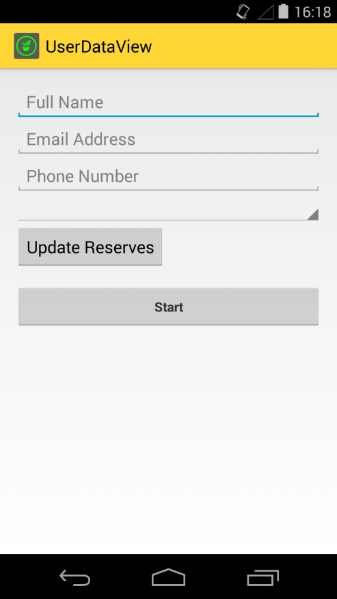 16:18
UserDataView
Full Name
Email Address
Phone Number
Update Reserves
Start